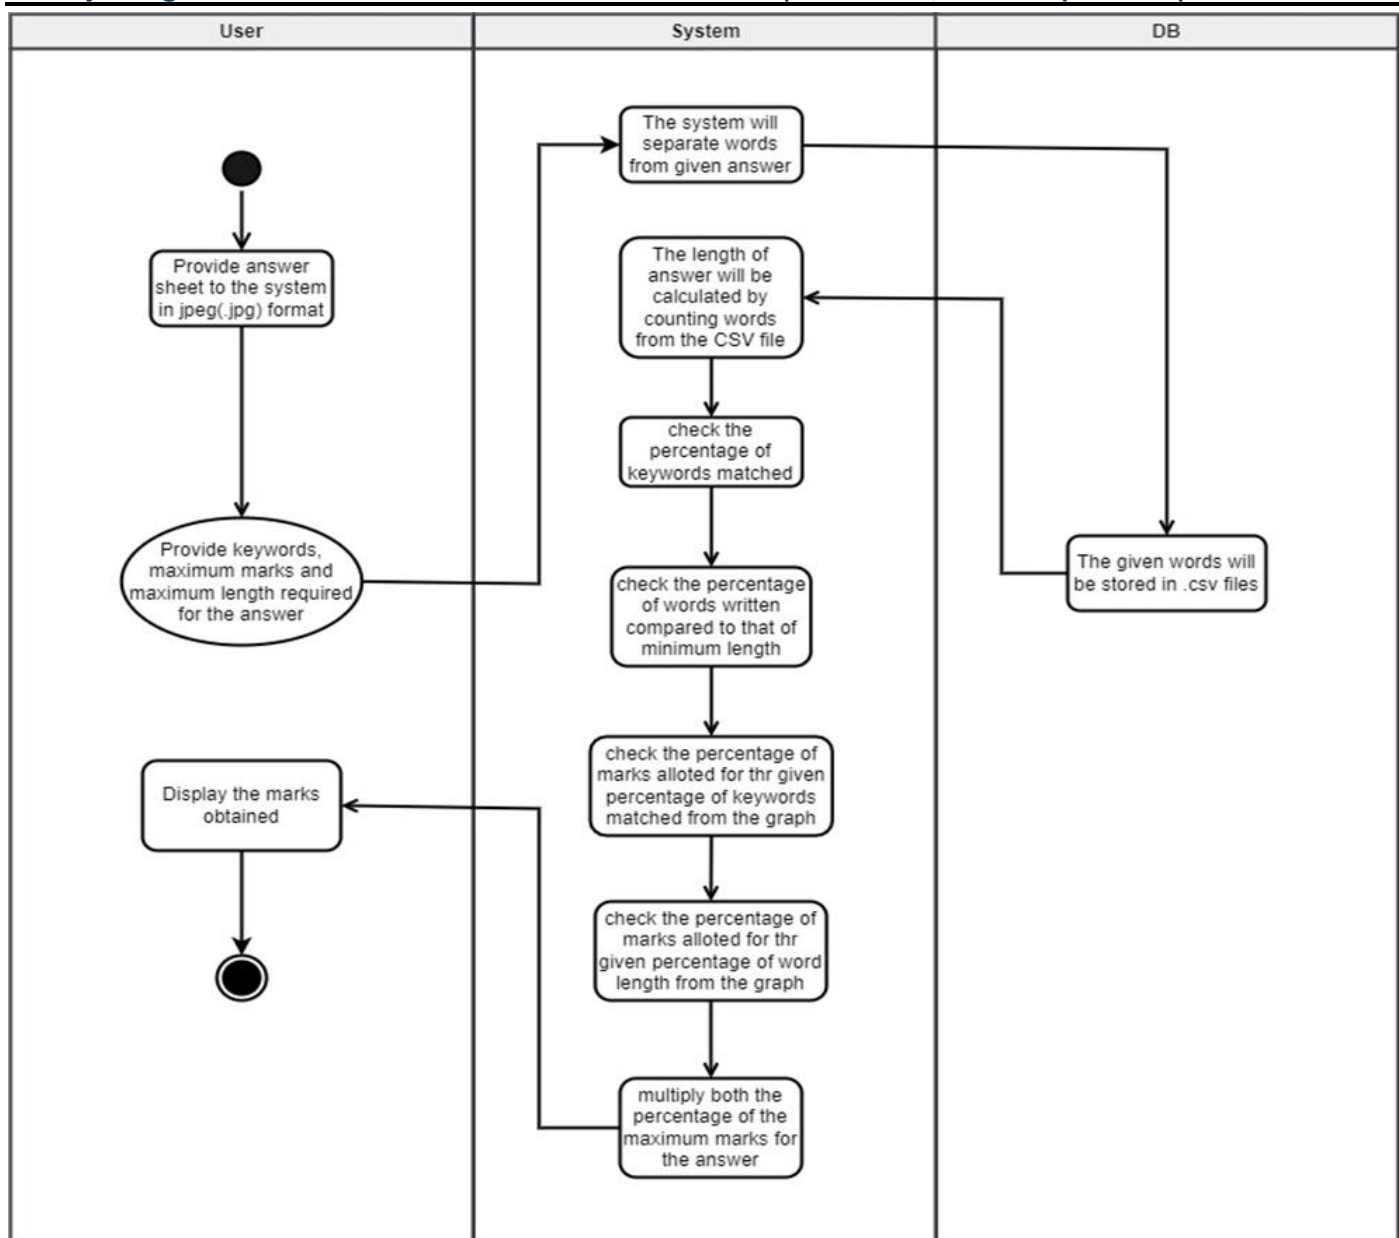 User
System
DB
Provide answer
sheet to the system
in jpeg(.jpg) format
Provide keywords,
maximum marks and
maximum length required
for the answer
The system will
separate words
from given answer
The given words will
be stored in .csv files
The length of
answer will be
calculated by
counting words
from the CSV file
check the
percentage of
keywords matched
check the percentage
of words written
compared to that of
minimum length
check the percentage of
marks alloted for thr given
percentage of keywords
matched from the graph
check the percentage of
marks alloted for thr
given percentage of word
length from the graph
multiply both the
percentage of the
maximum marks for
the answer
Display the marks
obtained